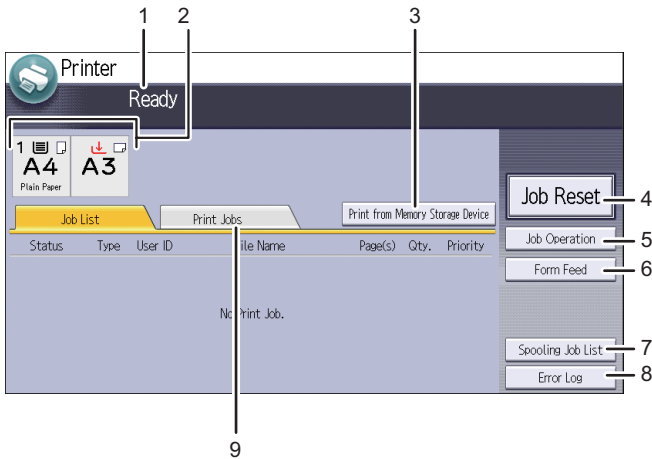 1 2 3
Printer
Ready
1
A4 A3
Plain Paper
Job List Print Jobs Print from Memory Storage Device
Status Type User ID File Name Page(s) Qty. Priority
No Print Job.
Job Reset 4
Job Operation 5
Form Feed 6
Spooling Job List 7
Error Log 8
9